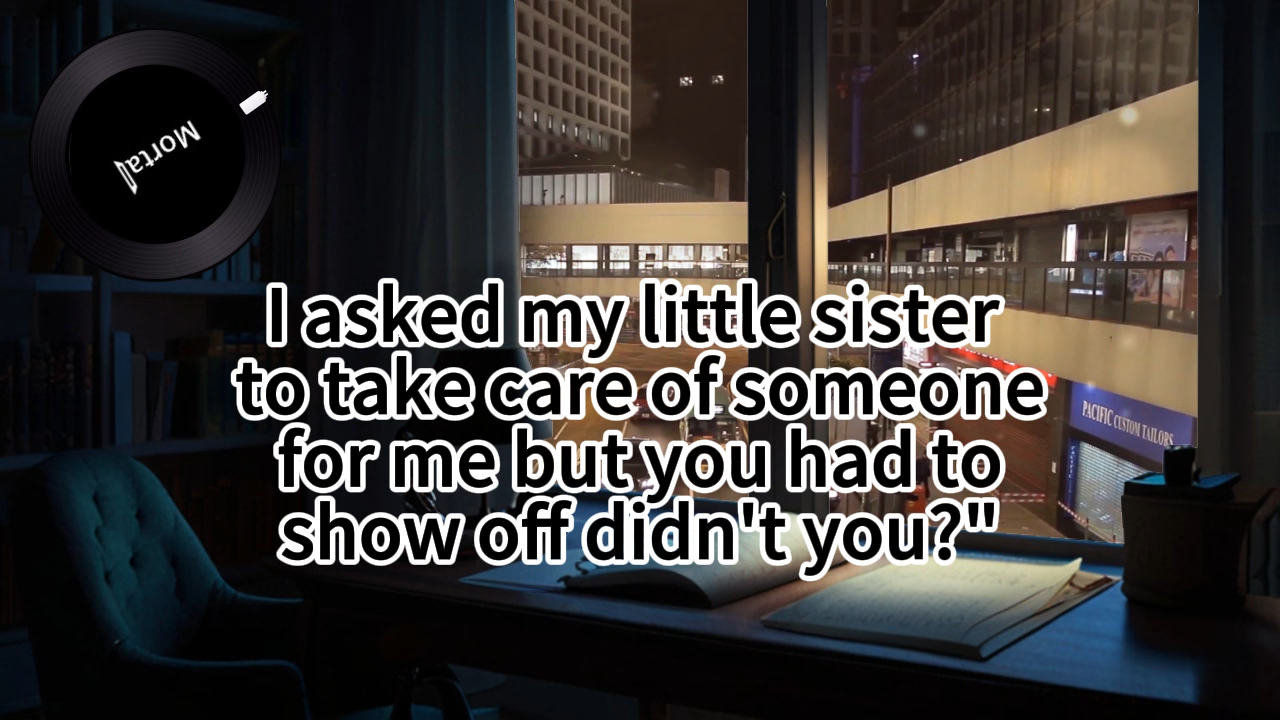 Mortal
I asked my little sister
to take care of someone
for me but you had to
show off didn't you?"
PACIFIC CUSTOM TAILORS